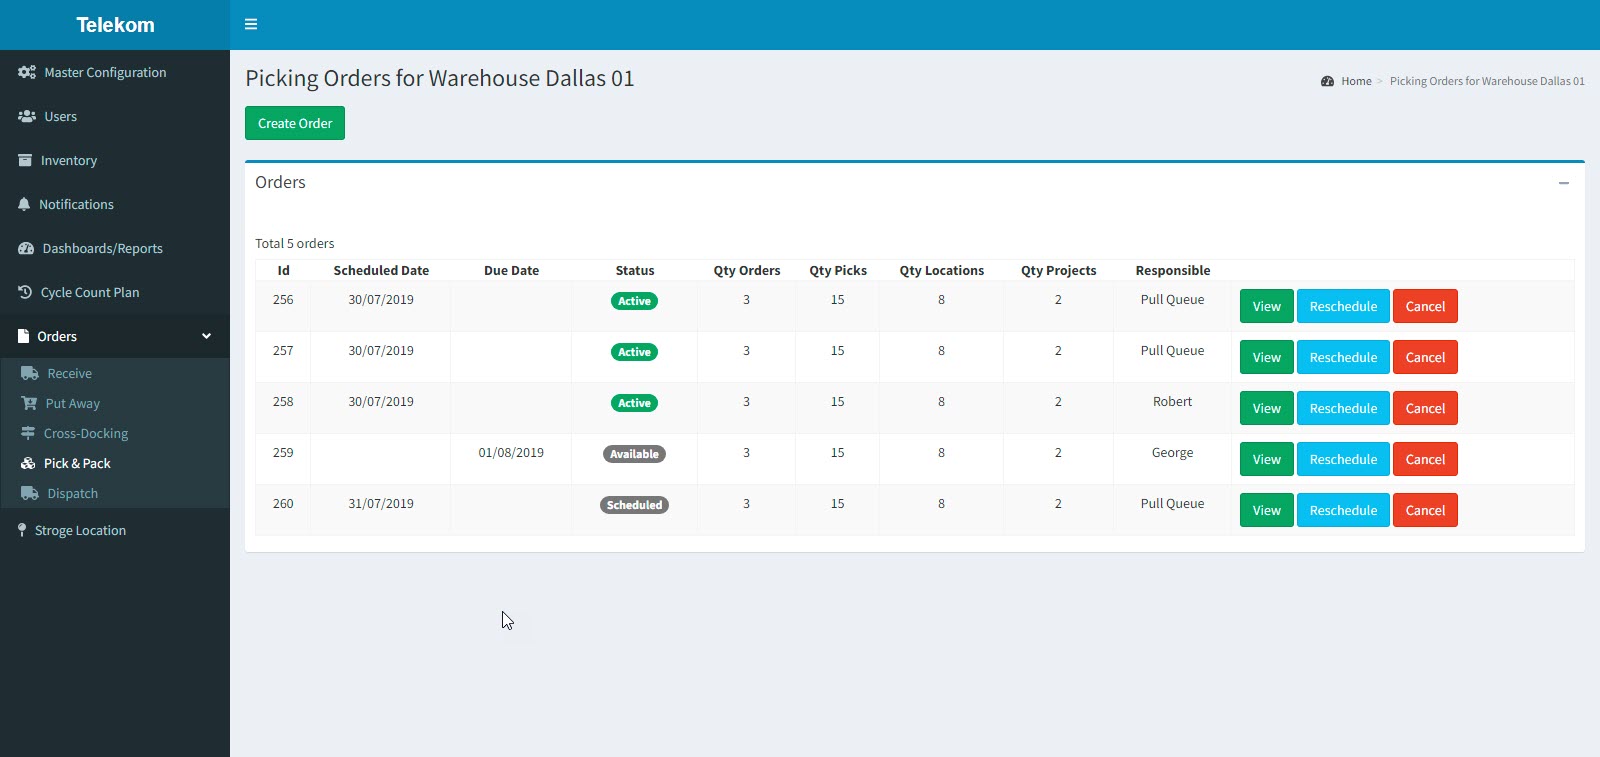 Telekom
Master Configuration
Users
Inventory
Notifications
Dashboards/Reports
Cycle Count Plan
Orders
Receive
Put Away
Cross-Docking
Pick & Pack
Dispatch
Stroge Location
Picking Orders for Warehouse Dallas 01
Home > Picking Orders for Warehouse Dallas 01
Create Order
Orders
Total 5 orders
Id Scheduled Date Due Date Status Qty Orders Qty Picks Qty Locations Qty Projects Responsible
256 30/07/2019 Active 3 15 8 2 Pull Queue View Reschedule Cancel
257 30/07/2019 Active 3 15 8 2 Pull Queue View Reschedule Cancel
258 30/07/2019 Active 3 15 8 2 Robert View Reschedule Cancel
259 01/08/2019 Available 3 15 8 2 George View Reschedule Cancel
260 31/07/2019 Scheduled 3 15 8 2 Pull Queue View Reschedule Cancel